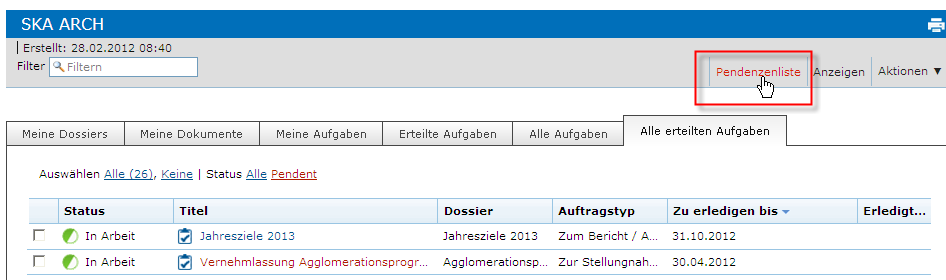 SKA ARCH
Erstellt: 28.02.2012 08:40
Filter Filtern
Pendenzenliste Anzeigen Aktionen ▼
Meine Dossiers Meine Dokumente Meine Aufgaben Erteilte Aufgaben Alle Aufgaben Alle erteilten Aufgaben
Auswählen Alle (26), Keine | Status Alle Pendent
Status Titel Dossier Auftragstyp Zu erledigen bis Erledigt...
In Arbeit Jahresziele 2013 Jahresziele 2013 Zum Bericht / A... 31.10.2012
In Arbeit Vernehmlassung Agglomerationsprogr... Agglomerationsp... Zur Stellungnah... 30.04.2012